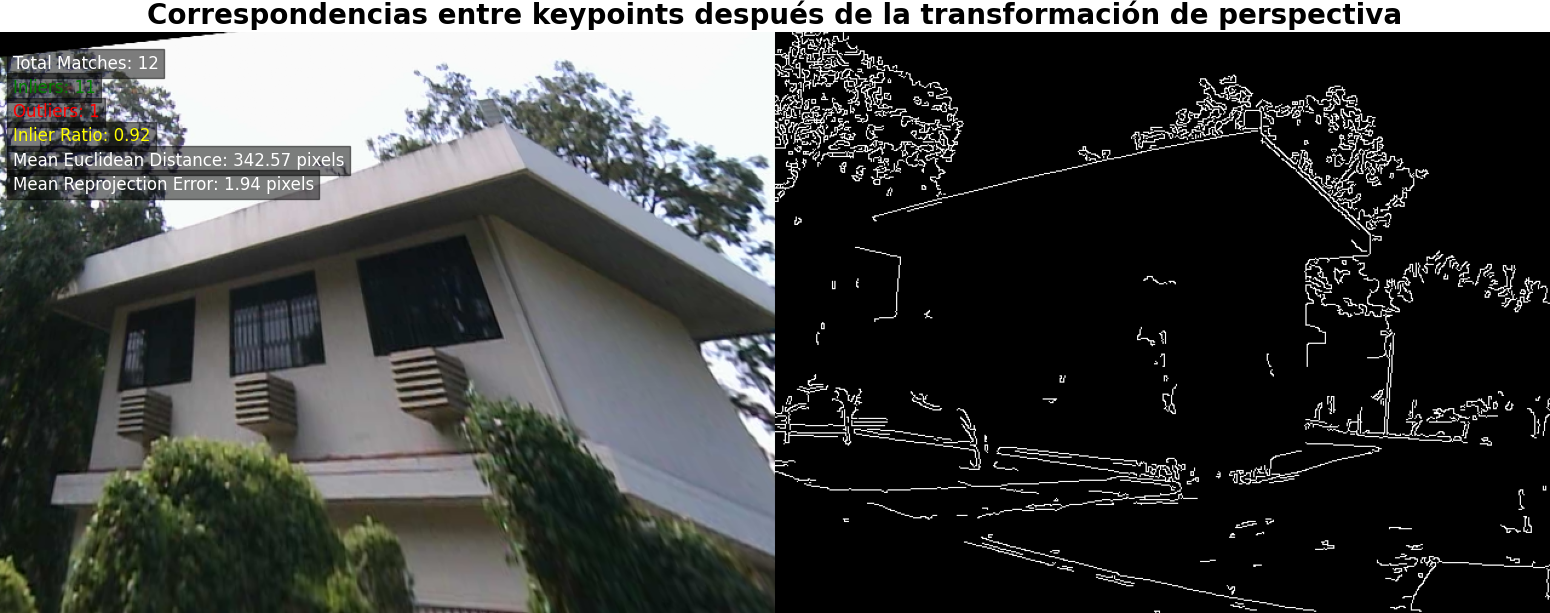 Correspondencias entre keypoints después de la transformación de perspectiva
Total Matches: 12
Inliers: 11
Outliers: 1
Inlier Ratio: 0.92
Mean Euclidean Distance: 342.57 pixels
Mean Reprojection Error: 1.94 pixels